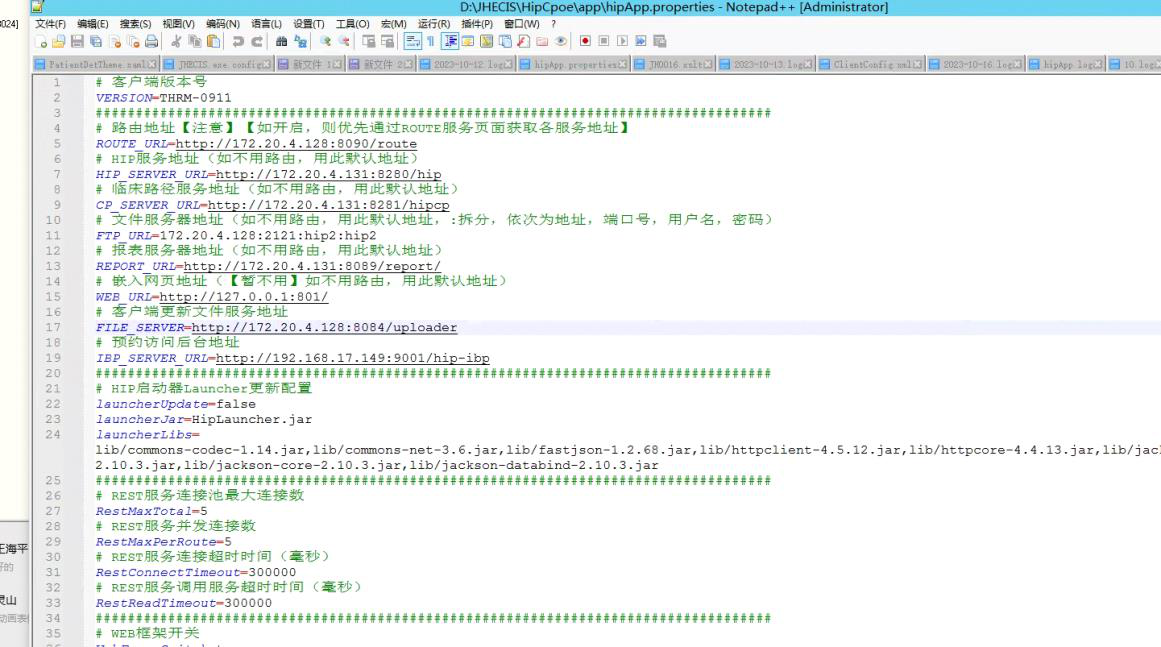 D:\JHECIS\HipCpoe\app\hipApp.properties - Notepad++ [Administrator]
024]
文件(F) 编辑(E) 搜索(S) 视图(V) 编码(N) 语言(L) 设置(T) 工具(O) 宏(M) 运行(R) 插件(P) 窗口(W) ?
PatientDetTheme.xaml JHECIS.exe.config 新文件 1 新文件 2 2023-10-12.log hipApp.properties JH0016.xslt 2023-10-13.log ClientConfig.xml 2023-10-16.log hipApp.log 10.log
1 # 客户端版本号
2 VERSION=THRM-0911
3 ####################################################################################
4 # 路由地址【注意】【如开启，则优先通过ROUTE服务页面获取各服务地址】
5 ROUTE_URL=http://172.20.4.128:8090/route
6 # HIP服务地址（如不用路由，用此默认地址）
7 HIP_SERVER_URL=http://172.20.4.131:8280/hip
8 # 临床路径服务地址（如不用路由，用此默认地址）
9 CP_SERVER_URL=http://172.20.4.131:8281/hipcp
10 # 文件服务器地址（如不用路由，用此默认地址，:拆分，依次为地址，端口号，用户名，密码）
11 FTP_URL=172.20.4.128:2121:hip2:hip2
12 # 报表服务器地址（如不用路由，用此默认地址）
13 REPORT_URL=http://172.20.4.131:8089/report/
14 # 嵌入网页地址（【暂不用】如不用路由，用此默认地址）
15 WEB_URL=http://127.0.0.1:801/
16 # 客户端更新文件服务地址
17 FILE_SERVER=http://172.20.4.128:8084/uploader
18 # 预约访问后台地址
19 IBP_SERVER_URL=http://192.168.17.149:9001/hip-ibp
20 ####################################################################################
21 # HIP启动器Launcher更新配置
22 launcherUpdate=false
23 launcherJar=HipLauncher.jar
24 launcherLibs=
lib/commons-codec-1.14.jar,lib/commons-net-3.6.jar,lib/fastjson-1.2.68.jar,lib/httpclient-4.5.12.jar,lib/httpcore-4.4.13.jar,lib/jac
2.10.3.jar,lib/jackson-core-2.10.3.jar,lib/jackson-databind-2.10.3.jar
25 ####################################################################################
26 # REST服务连接池最大连接数
27 RestMaxTotal=5
28 # REST服务并发连接数
29 RestMaxPerRoute=5
30 # REST服务连接超时时间（毫秒）
31 RestConnectTimeout=300000
32 # REST服务调用服务超时时间（毫秒）
33 RestReadTimeout=300000
34 ####################################################################################
35 # WEB框架开关
王海平
好的
灵山